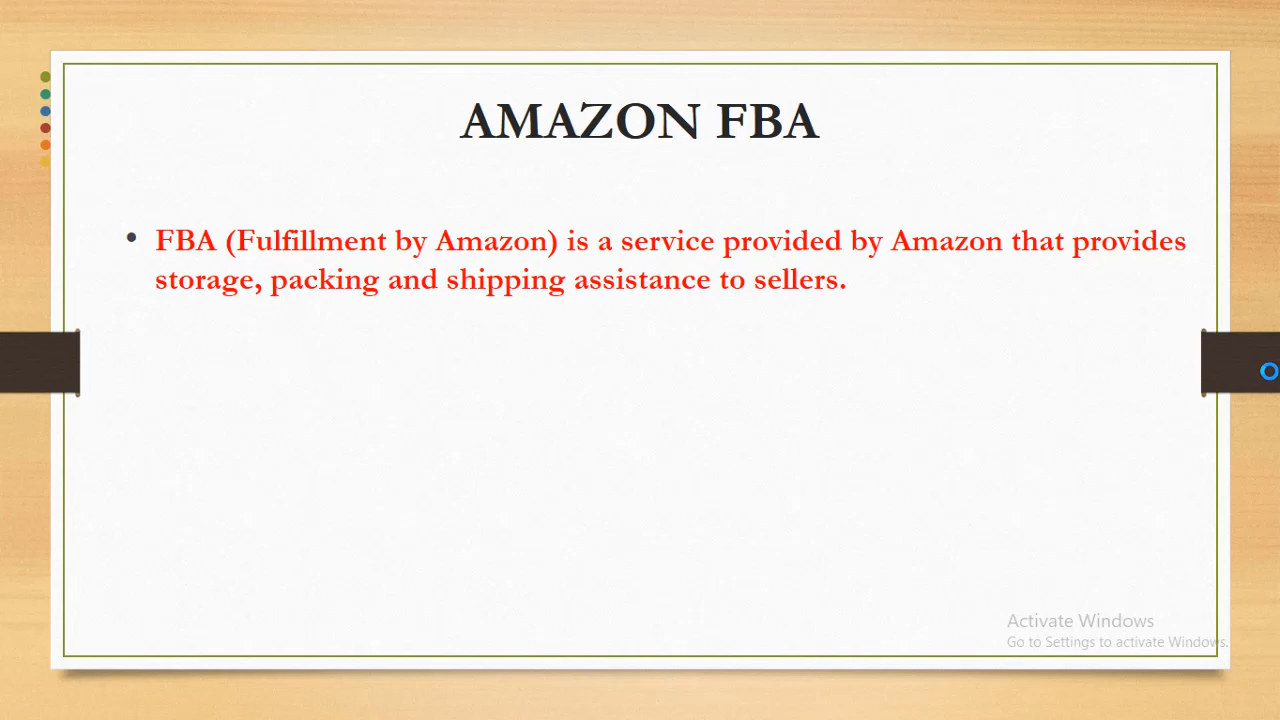 AMAZON FBA
• FBA (Fulfillment by Amazon) is a service provided by Amazon that provides
storage, packing and shipping assistance to sellers.
Activate Windows
Go to Settings to activate Windows.